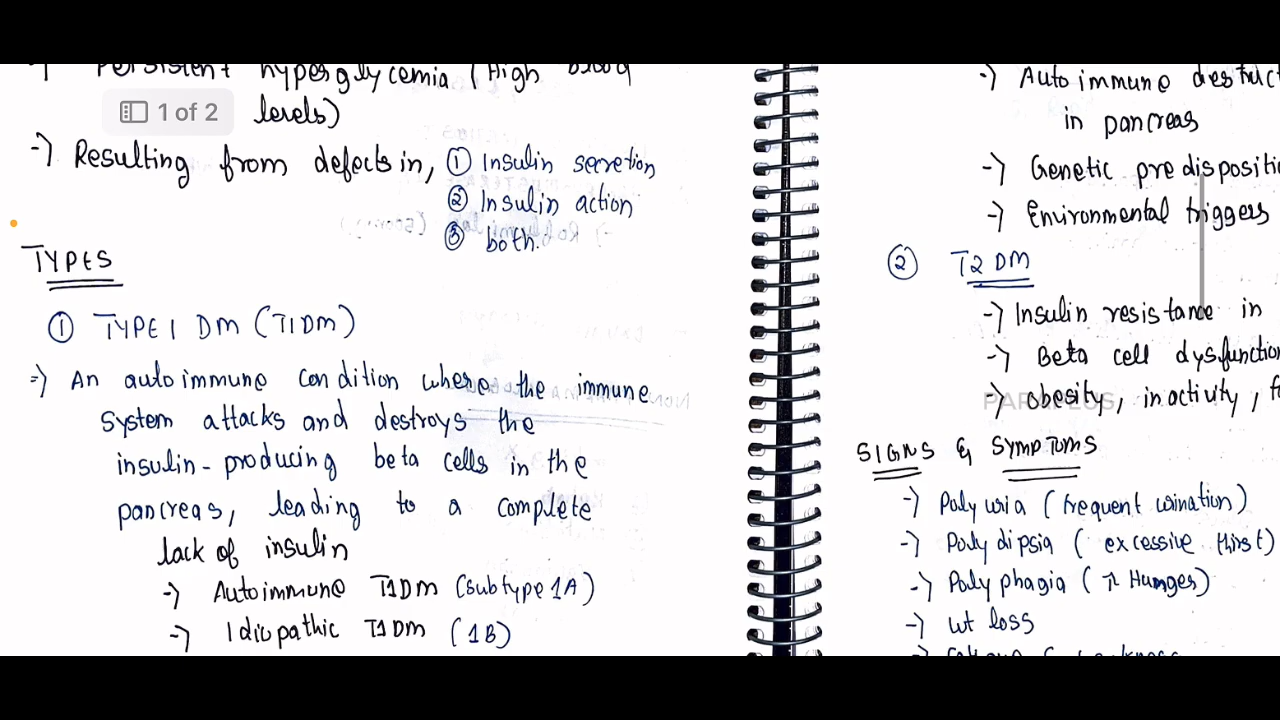 -> Persistent hyperglycemia (High blood
1 of 2
levels)
-> Resulting from defects in, ① Insulin secretion
② Insulin action
③ both.
TYPES
① TYPE 1 DM (T1DM)
=> An autoimmune condition where the immune
System attacks and destroys the
insulin-producing beta cells in the
pancreas, leading to a complete
lack of insulin
-> Autoimmune T1DM (subtype 1A)
-> Idiopathic T1DM (1B)
-> Autoimmune destruc
in pancreas
-> Genetic predispositi
-> Environmental triggers
② T2 DM
-> Insulin resistance in
-> Beta cell dysfunction
-> obesity, inactivity, f
SIGNS & SYMPTOMS
-> Polyuria (frequent urination)
-> Polydipsia (excessive thirst)
-> Polyphagia (↑ Hunger)
-> wt loss